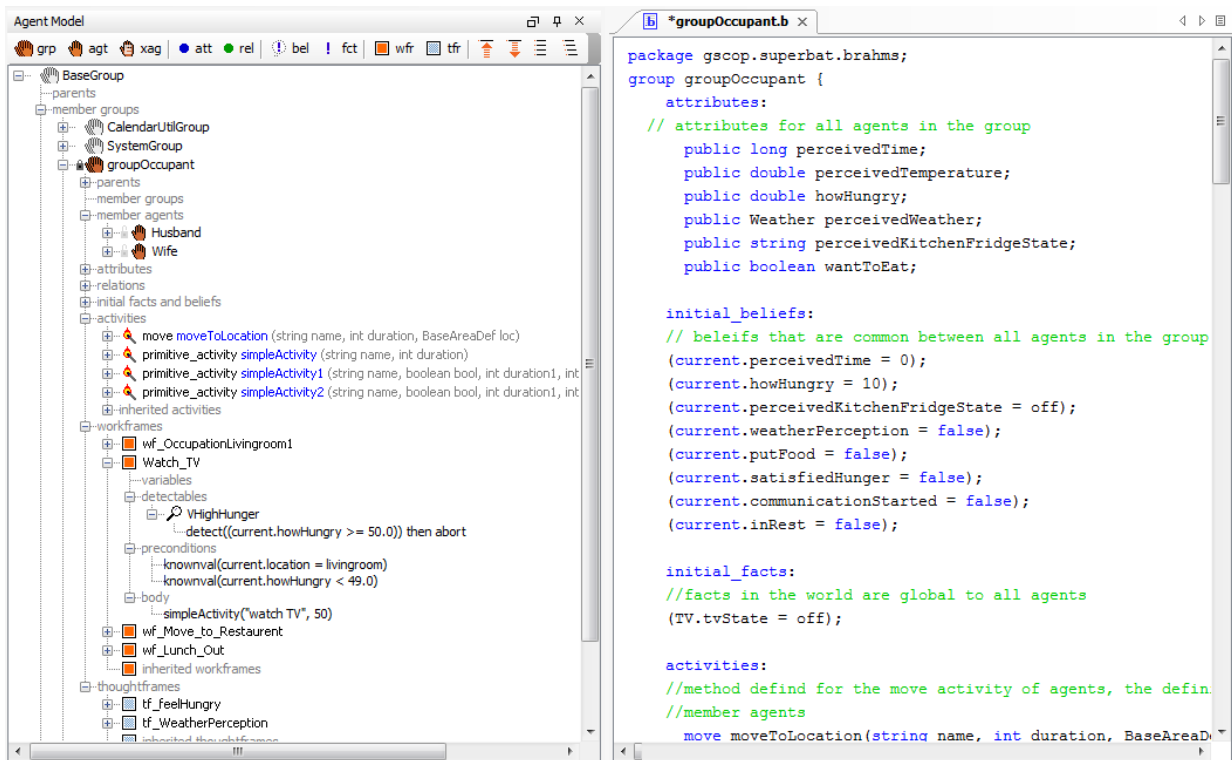 Agent Model
grp agt xag att rel bel ! fct wfr tfr
BaseGroup
parents
member groups
CalendarUtilGroup
SystemGroup
groupOccupant
parents
member groups
member agents
Husband
Wife
attributes
relations
initial facts and beliefs
activities
move moveToLocation (string name, int duration, BaseAreaDef loc)
primitive_activity simpleActivity (string name, int duration)
primitive_activity simpleActivity1 (string name, boolean bool, int duration1, int
primitive_activity simpleActivity2 (string name, boolean bool, int duration1, int
inherited activities
workframes
wf_OccupationLivingroom1
Watch_TV
variables
detectables
VHighHunger
detect((current.howHungry >= 50.0)) then abort
preconditions
knownval(current.location = livingroom)
knownval(current.howHungry < 49.0)
body
simpleActivity("watch TV", 50)
wf_Move_to_Restaurent
wf_Lunch_Out
inherited workframes
thoughtframes
tf_feelHungry
tf_WeatherPerception
inherited thoughtframes
b *groupOccupant.b
package gscop.superbat.brahms;
group groupOccupant {
attributes:
// attributes for all agents in the group
public long perceivedTime;
public double perceivedTemperature;
public double howHungry;
public Weather perceivedWeather;
public string perceivedKitchenFridgeState;
public boolean wantToEat;
initial_beliefs:
// beleifs that are common between all agents in the group
(current.perceivedTime = 0);
(current.howHungry = 10);
(current.perceivedKitchenFridgeState = off);
(current.weatherPerception = false);
(current.putFood = false);
(current.satisfiedHunger = false);
(current.communicationStarted = false);
(current.inRest = false);
initial_facts:
//facts in the world are global to all agents
(TV.tvState = off);
activities:
//method defind for the move activity of agents, the defin
//member agents
move moveToLocation(string name, int duration, BaseAreaD